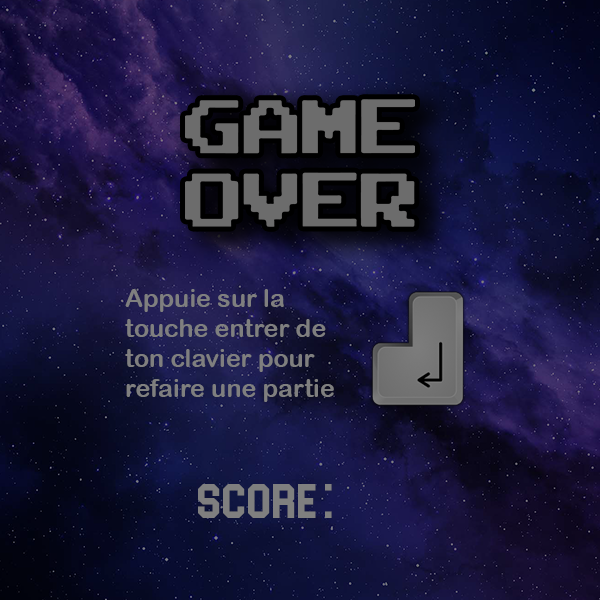 GAME
OVER
Appuie sur la
touche entrer de
ton clavier pour
refaire une partie
SCORE: